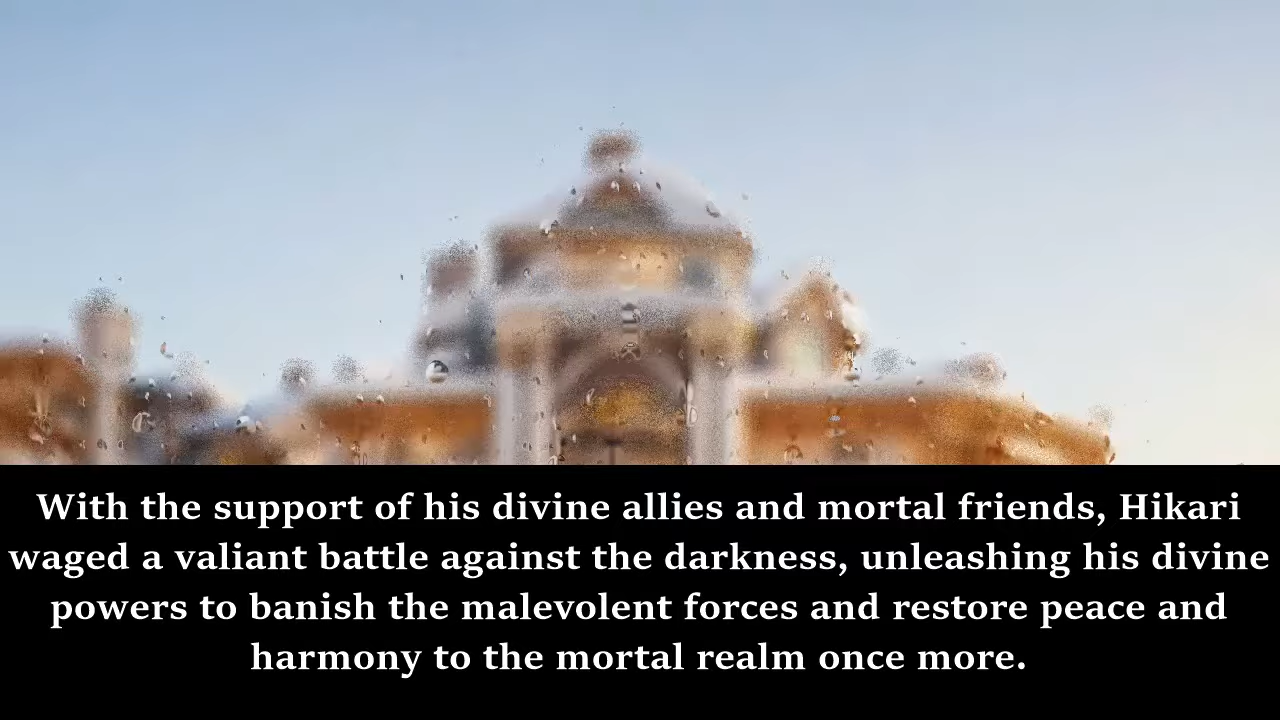 With the support of his divine allies and mortal friends, Hikari
waged a valiant battle against the darkness, unleashing his divine
powers to banish the malevolent forces and restore peace and
harmony to the mortal realm once more.